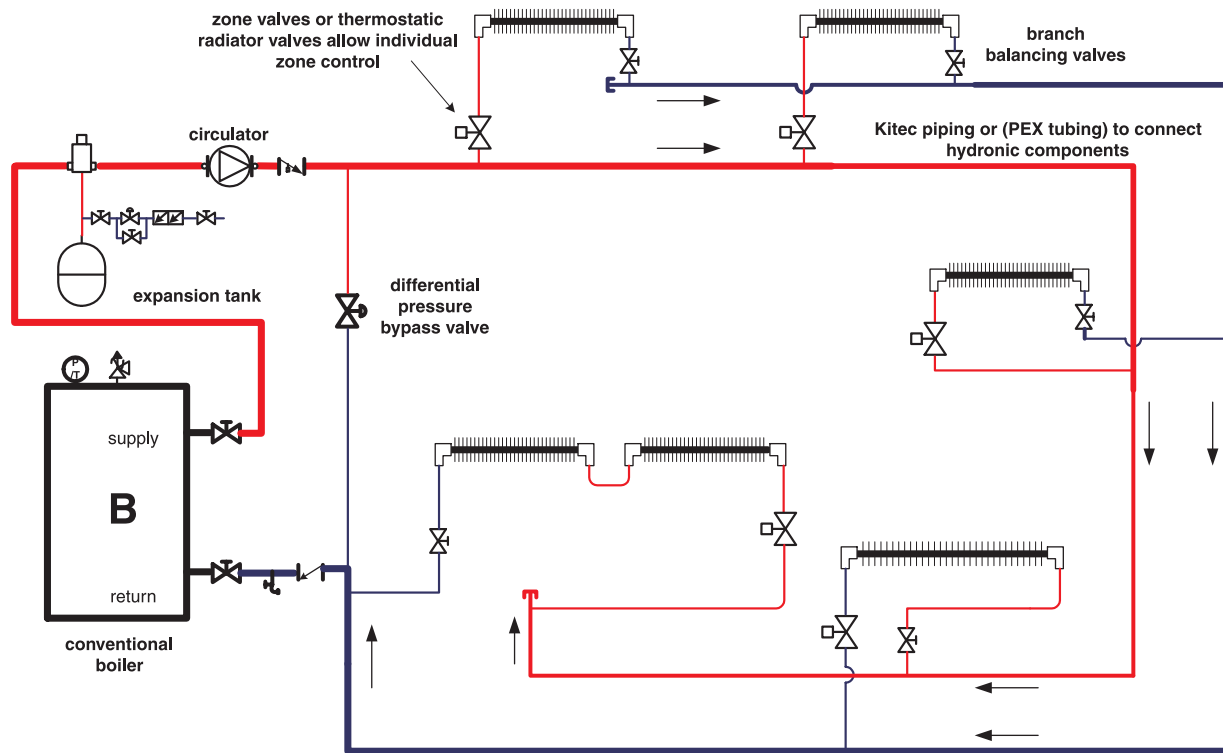 zone valves or thermostatic
radiator valves allow individual
zone control
branch
balancing valves
circulator
Kitec piping or (PEX tubing) to connect
hydronic components
expansion tank
differential
pressure
bypass valve
P
/T
supply
B
return
conventional
boiler